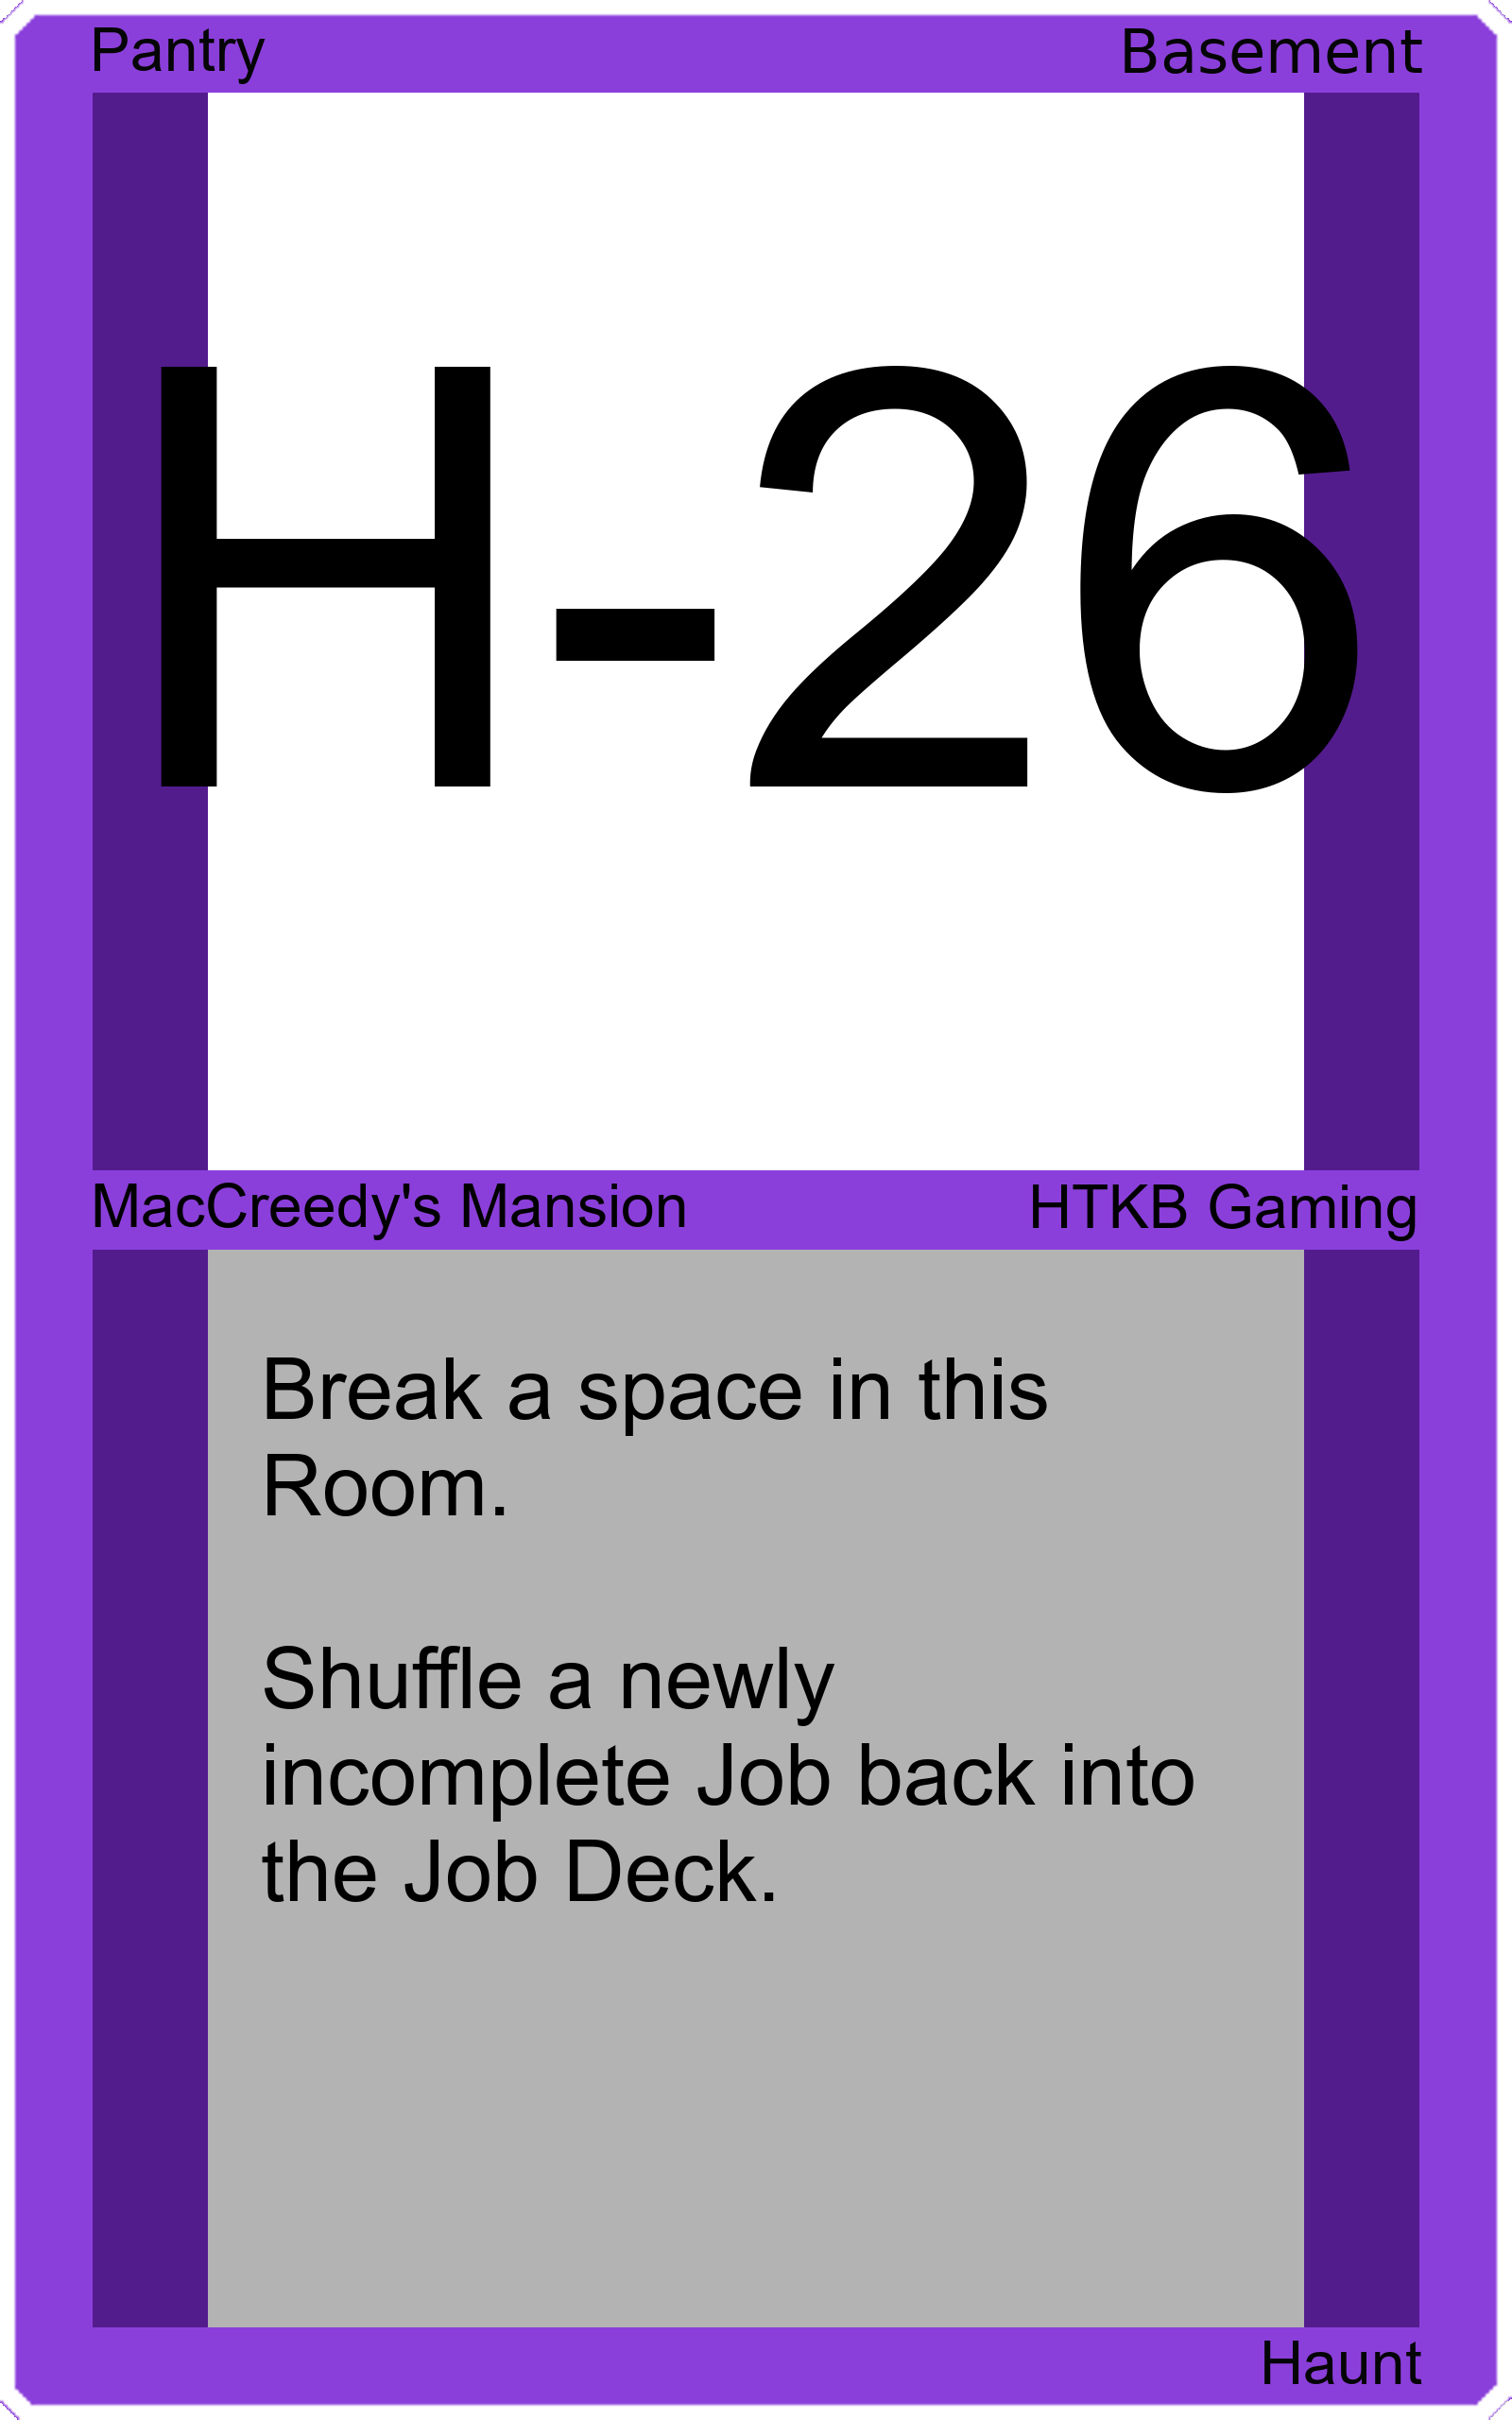 Pantry Basement
H-26
MacCreedy's Mansion HTKB Gaming
Break a space in this
Room.
Shuffle a newly
incomplete Job back into
the Job Deck.
Haunt